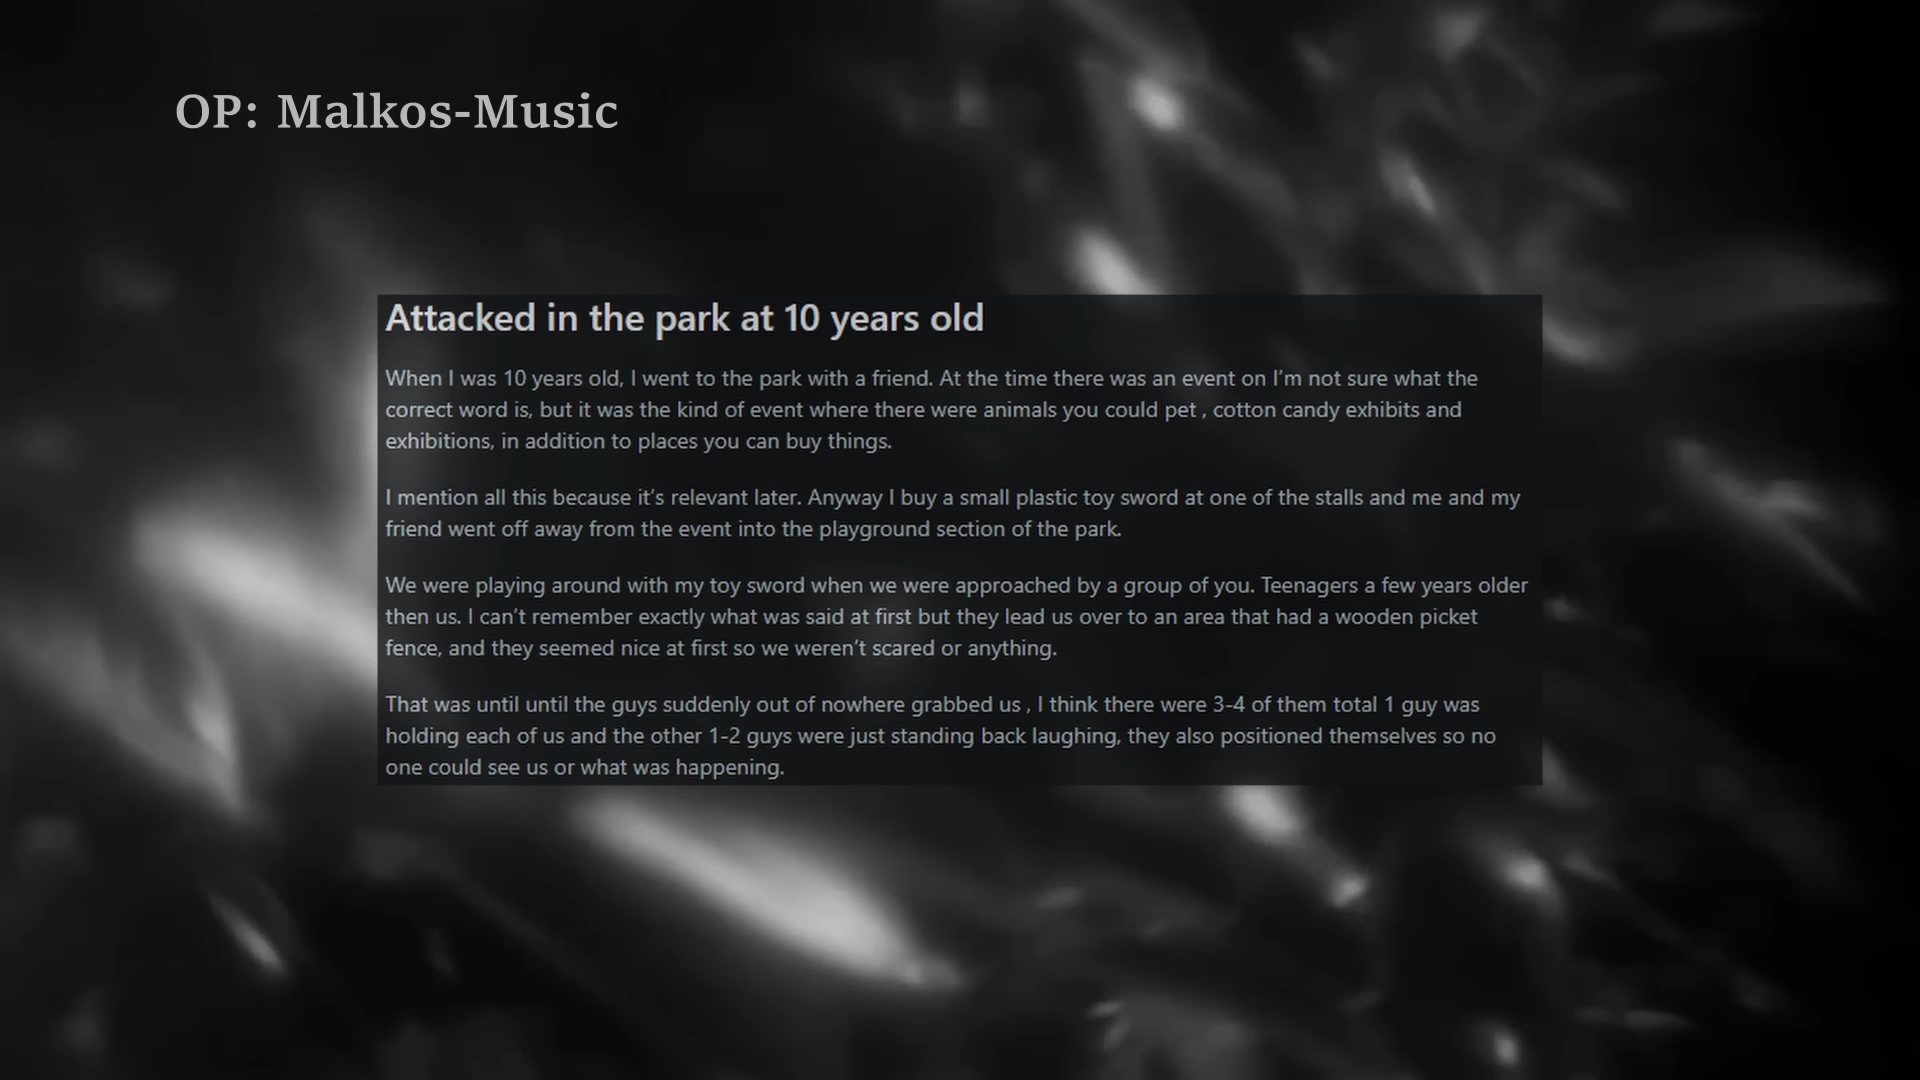 OP: Malkos-Music
Attacked in the park at 10 years old
When I was 10 years old, I went to the park with a friend. At the time there was an event on I’m not sure what the
correct word is, but it was the kind of event where there were animals you could pet , cotton candy exhibits and
exhibitions, in addition to places you can buy things.
I mention all this because it’s relevant later. Anyway I buy a small plastic toy sword at one of the stalls and me and my
friend went off away from the event into the playground section of the park.
We were playing around with my toy sword when we were approached by a group of you. Teenagers a few years older
then us. I can’t remember exactly what was said at first but they lead us over to an area that had a wooden picket
fence, and they seemed nice at first so we weren’t scared or anything.
That was until until the guys suddenly out of nowhere grabbed us , I think there were 3-4 of them total 1 guy was
holding each of us and the other 1-2 guys were just standing back laughing, they also positioned themselves so no
one could see us or what was happening.